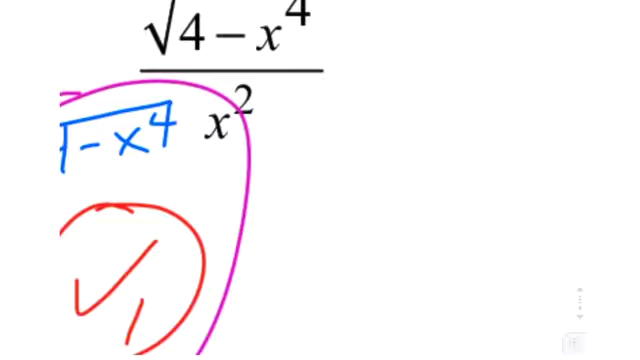 √4 − x⁴
√-x⁴
x²